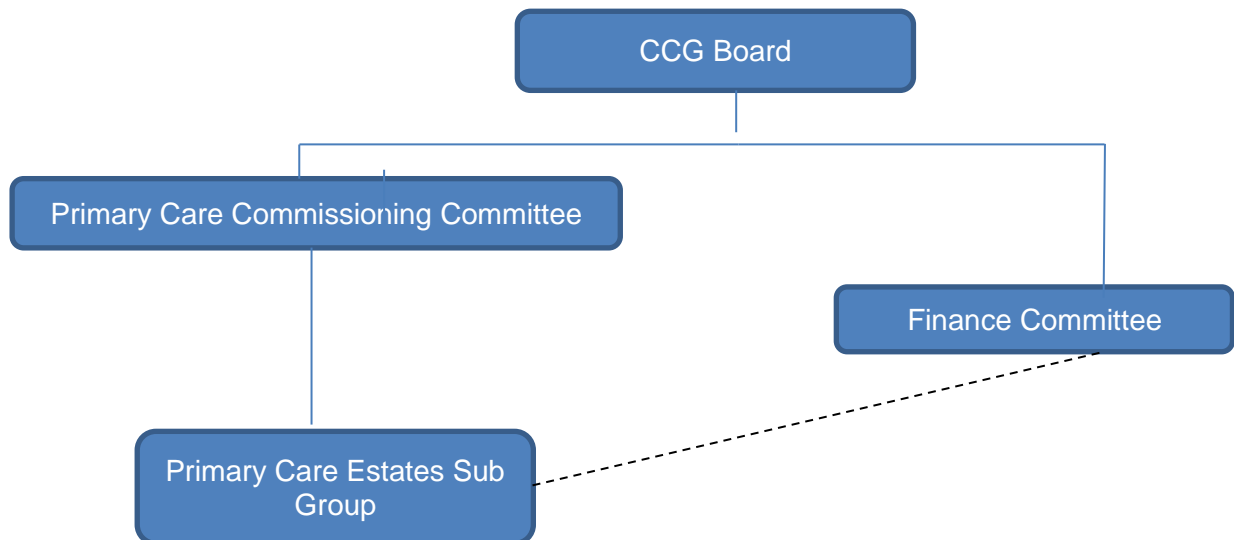 CCG Board
Primary Care Commissioning Committee
Finance Committee
Primary Care Estates Sub
Group